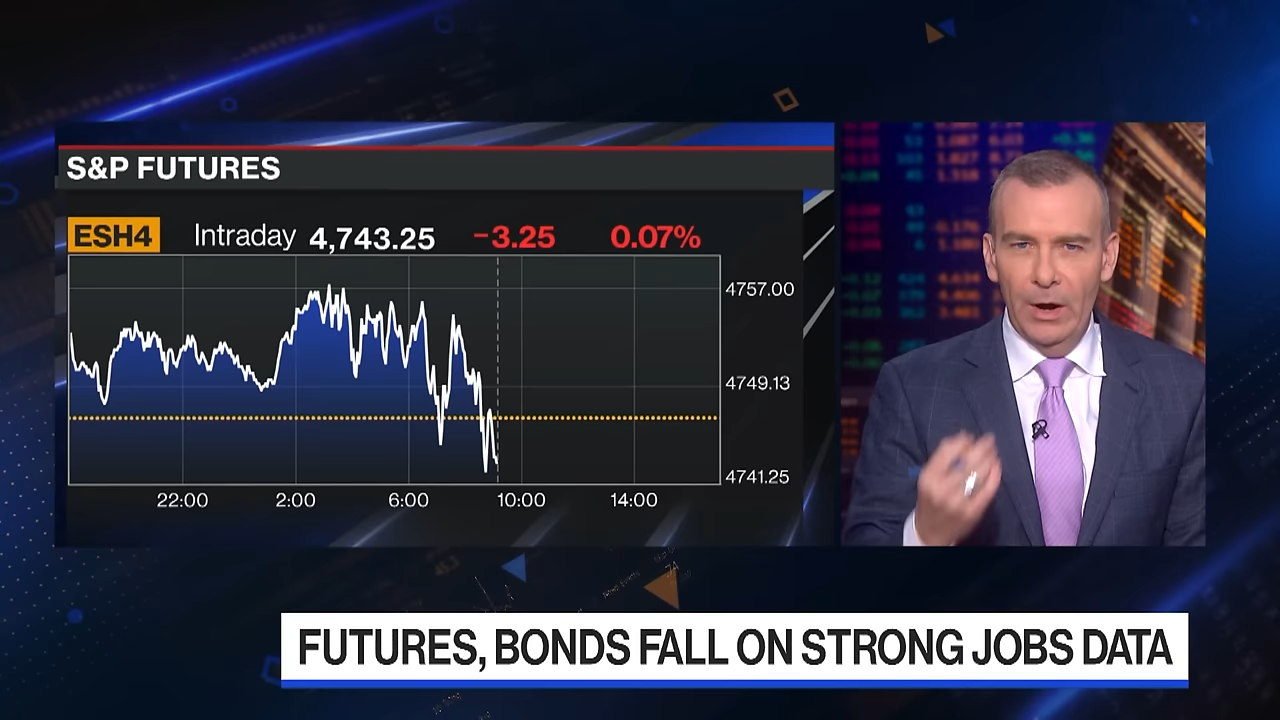 S&P FUTURES
ESH4 Intraday 4,743.25 −3.25 0.07%
4757.00
4749.13
4741.25
22:00 2:00 6:00 10:00 14:00
FUTURES, BONDS FALL ON STRONG JOBS DATA